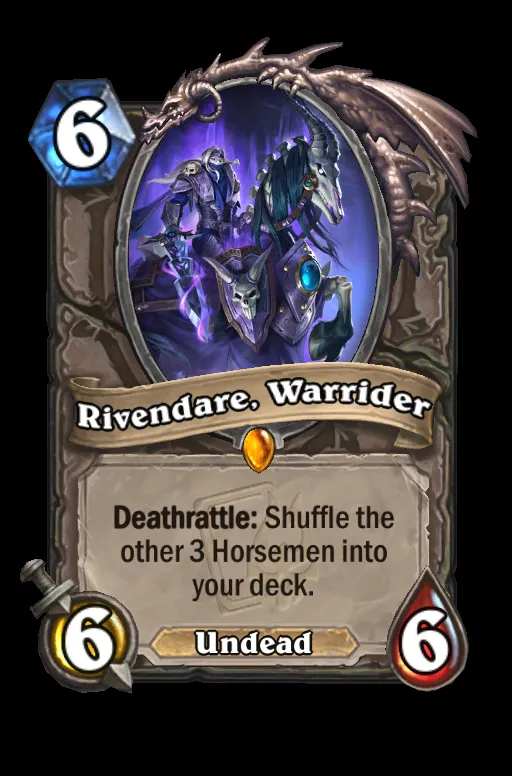 6
Rivendare, Warrider
Deathrattle: Shuffle the
other 3 Horsemen into
your deck.
6
Undead
6